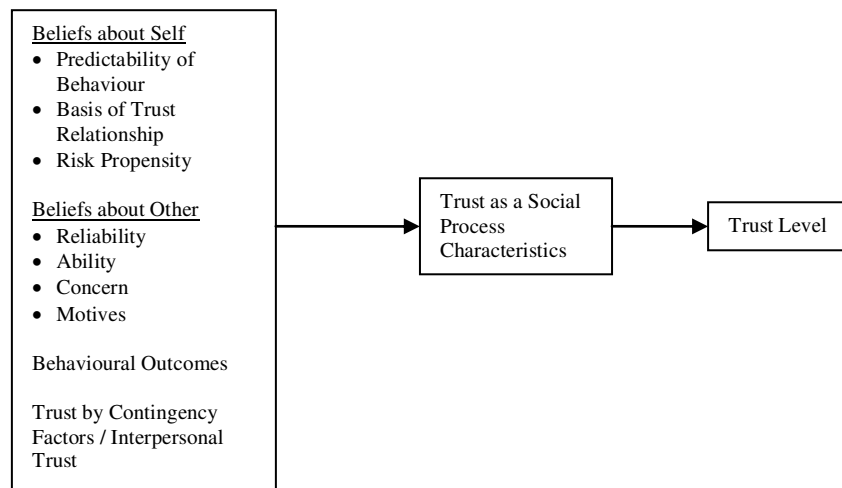 Beliefs about Self
• Predictability of
Behaviour
• Basis of Trust
Relationship
• Risk Propensity
Beliefs about Other
• Reliability
• Ability
• Concern
• Motives
Behavioural Outcomes
Trust by Contingency
Factors / Interpersonal
Trust
Trust as a Social
Process
Characteristics
Trust Level